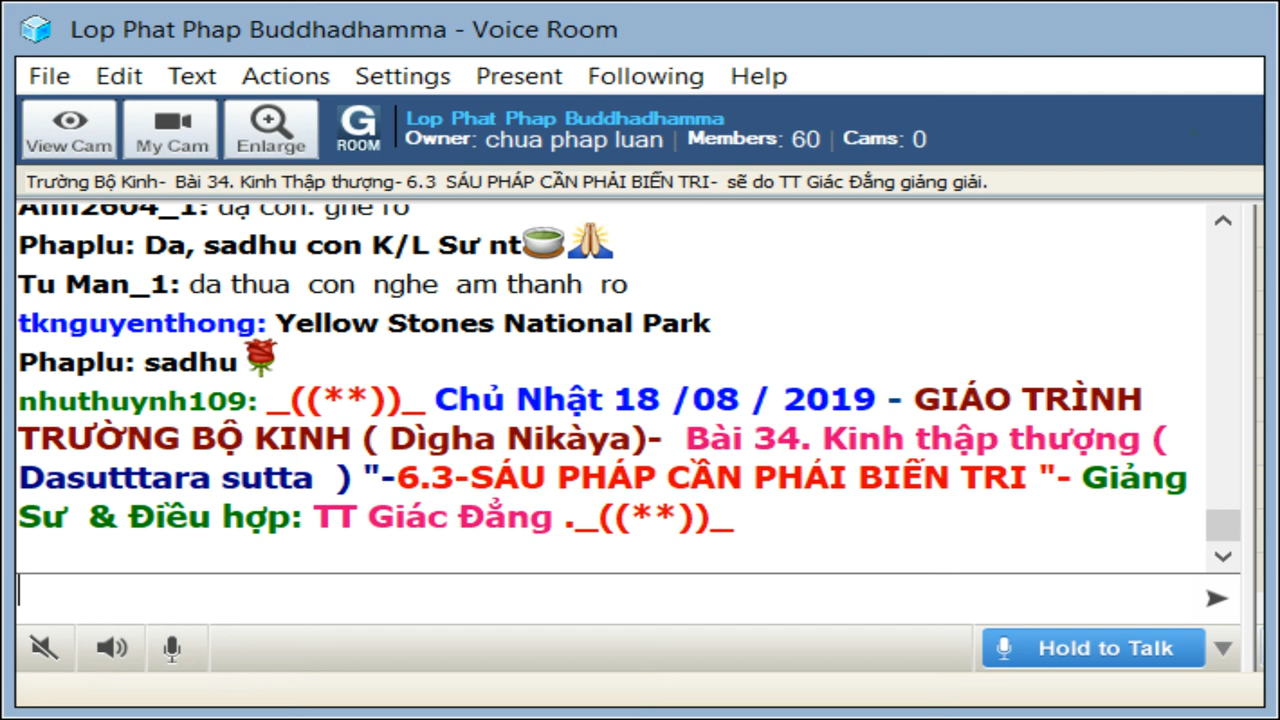 Lop Phat Phap Buddhadhamma - Voice Room
File Edit Text Actions Settings Present Following Help
View Cam My Cam Enlarge G ROOM Lop Phat Phap Buddhadhamma
Owner: chua phap luan | Members: 60 | Cams: 0
Trường Bộ Kinh- Bài 34. Kinh Thập thượng- 6.3 SÁU PHÁP CẦN PHẢI BIẾN TRI- sẽ do TT Giác Đẳng giảng giải.
Anh2604_1: dạ con. ghe ro
Phaplu: Da, sadhu con K/L Sư nt🍵🙏
Tu Man_1: da thua con nghe am thanh ro
tknguyenthong: Yellow Stones National Park
Phaplu: sadhu🌹
nhuthuynh109: _((**))_ Chủ Nhật 18 /08 / 2019 - GIÁO TRÌNH
TRƯỜNG BỘ KINH ( Dìgha Nikàya)- Bài 34. Kinh thập thượng (
Dasutttara sutta ) "-6.3-SÁU PHÁP CẦN PHẢI BIẾN TRI "- Giảng
Sư & Điều hợp: TT Giác Đẳng ._((**))_
Hold to Talk